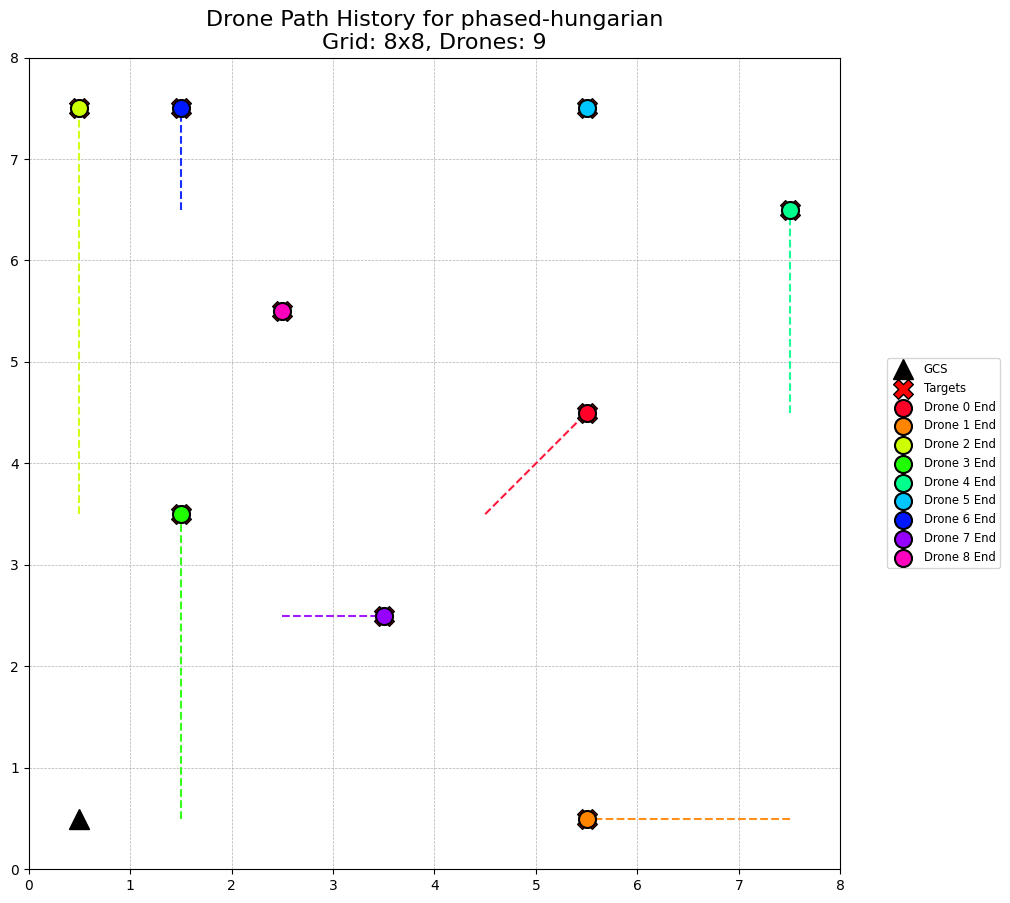 Drone Path History for phased-hungarian
Grid: 8x8, Drones: 9
8
7
6
5
4
3
2
1
0
0 1 2 3 4 5 6 7 8
GCS
Targets
Drone 0 End
Drone 1 End
Drone 2 End
Drone 3 End
Drone 4 End
Drone 5 End
Drone 6 End
Drone 7 End
Drone 8 End